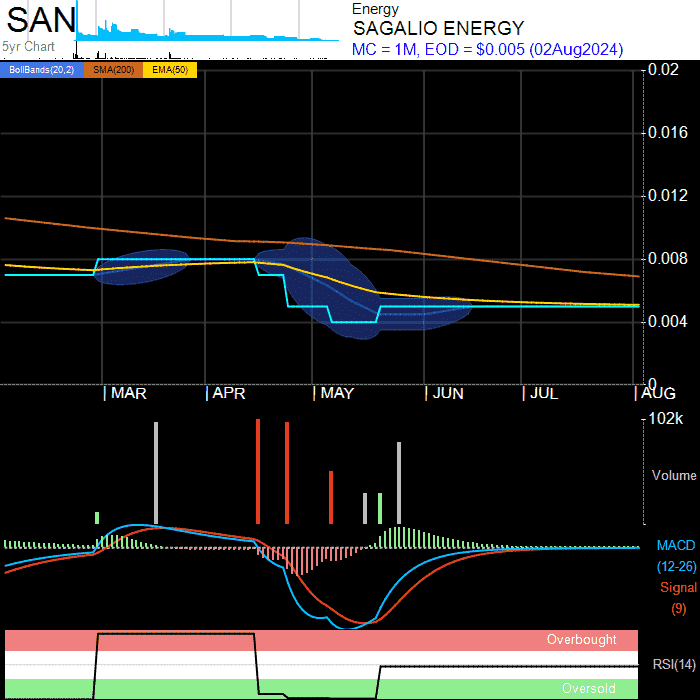 SAN
5yr Chart
Energy
SAGALIO ENERGY
MC = 1M, EOD = $0.005 (02Aug2024)
BollBands(20,2) SMA(200) EMA(50)
0.02
0.016
0.012
0.008
0.004
0
MAR APR MAY JUN JUL AUG
102k
Volume
MACD
(12-26)
Signal
(9)
Overbought
RSI(14)
Oversold